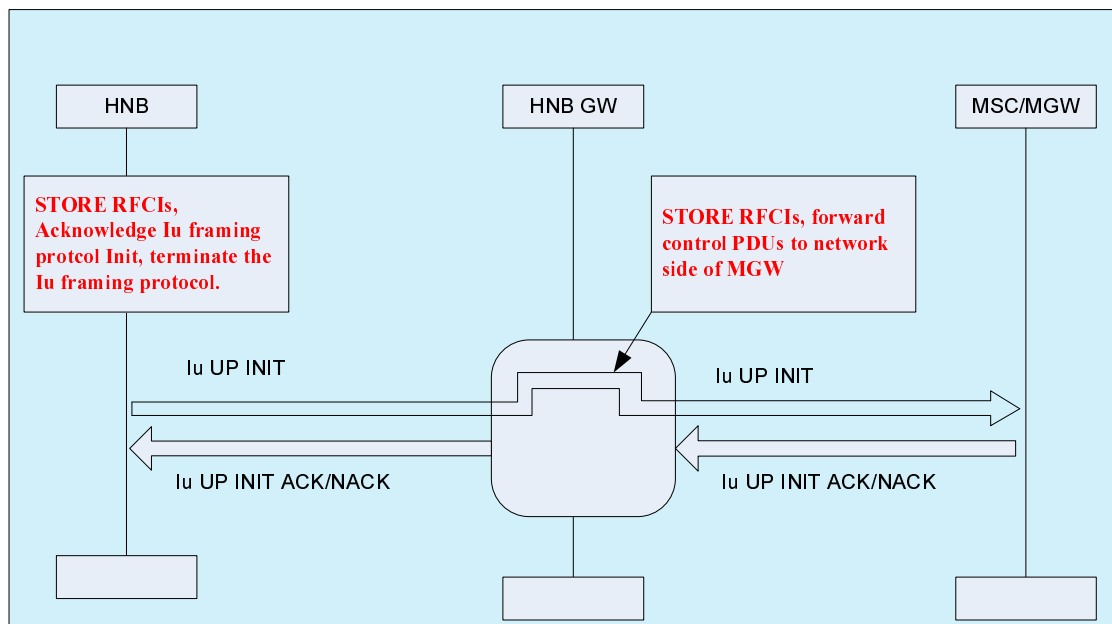 HNB
HNB GW
MSC/MGW
STORE RFCIs,
Acknowledge Iu framing
protcol Init, terminate the
Iu framing protocol.
STORE RFCIs, forward
control PDUs to network
side of MGW
Iu UP INIT
Iu UP INIT
Iu UP INIT ACK/NACK
Iu UP INIT ACK/NACK